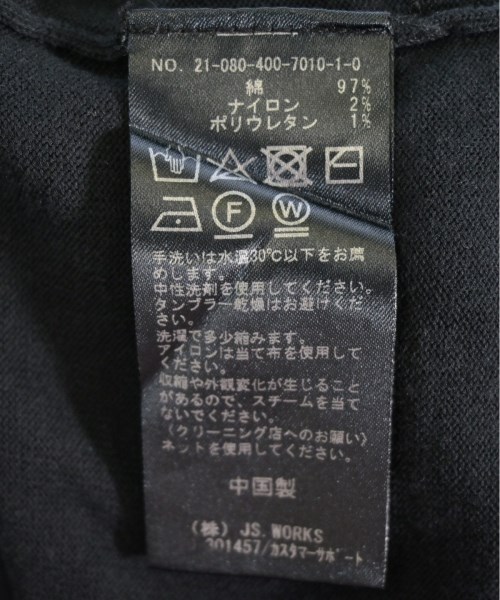 NO. 21-080-400-7010-1-0
綿 97%
ナイロン 2%
ポリウレタン 1%
F W
手洗いは水温30℃以下をお薦
めします。
中性洗剤を使用してください。
タンブラー乾燥はお避けくだ
さい。
洗濯で多少縮みます。
アイロンは当て布を使用して
ください。
収縮や外観変化が生じること
があるので、スチームを当て
ないでください。
〈クリーニング店へのお願い〉
ネットを使用してください。
中国製
(株) JS.WORKS
301457/カスタマーサポート